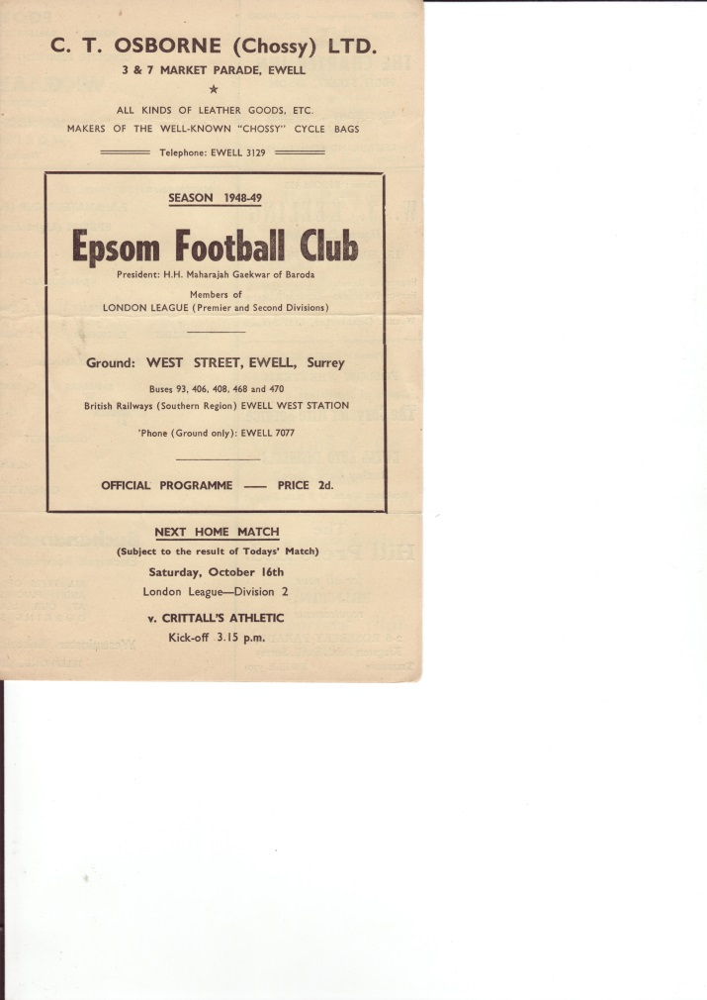 C. T. OSBORNE (Chossy) LTD.
3 & 7 MARKET PARADE, EWELL
ALL KINDS OF LEATHER GOODS, ETC.
MAKERS OF THE WELL-KNOWN "CHOSSY" CYCLE BAGS
Telephone: EWELL 3129
SEASON 1948-49
Epsom Football Club
President: H.H. Maharajah Gaekwar of Baroda
Members of
LONDON LEAGUE (Premier and Second Divisions)
Ground: WEST STREET, EWELL, Surrey
Buses 93, 406, 408, 468 and 470
British Railways (Southern Region) EWELL WEST STATION
'Phone (Ground only): EWELL 7077
OFFICIAL PROGRAMME — PRICE 2d.
NEXT HOME MATCH
(Subject to the result of Todays' Match)
Saturday, October 16th
London League—Division 2
v. CRITTALL'S ATHLETIC
Kick-off 3.15 p.m.